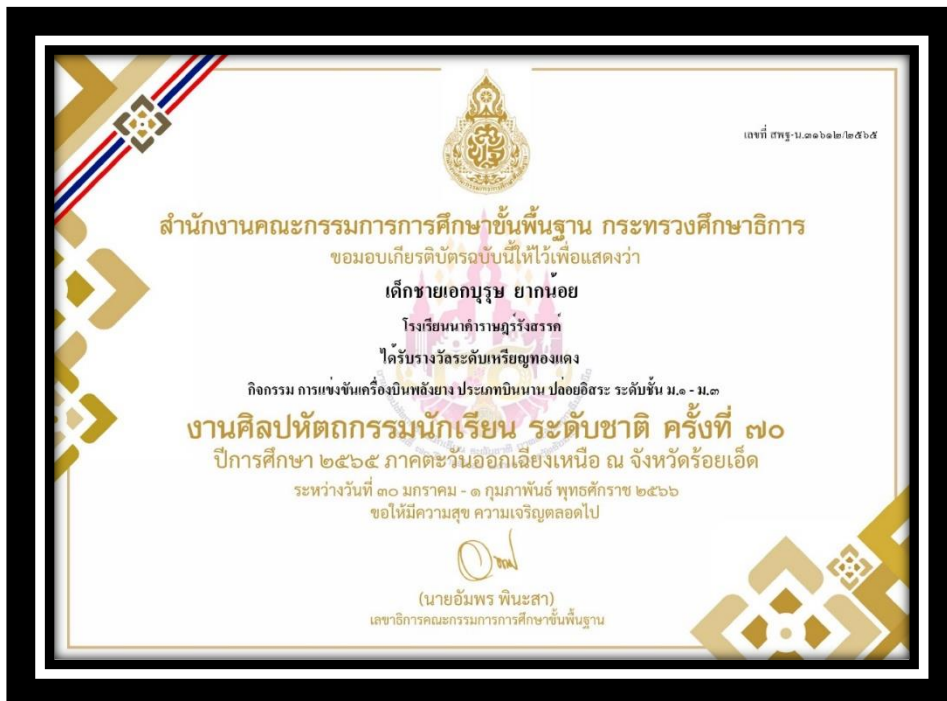 เลขที่ สพฐ-น.๓๑๖๑๒/๒๕๖๕
สำนักงานคณะกรรมการการศึกษาขั้นพื้นฐาน กระทรวงศึกษาธิการ
ขอมอบเกียรติบัตรฉบับนี้ให้ไว้เพื่อแสดงว่า
เด็กชายเอกบุรุษ ยากน้อย
โรงเรียนนาคำราษฎร์รังสรรค์
ได้รับรางวัลระดับเหรียญทองแดง
กิจกรรม การแข่งขันเครื่องบินพลังยาง ประเภทบินนาน ปล่อยอิสระ ระดับชั้น ม.๑ - ม.๓
งานศิลปหัตถกรรมนักเรียน ระดับชาติ ครั้งที่ ๗๐
ปีการศึกษา ๒๕๖๕ ภาคตะวันออกเฉียงเหนือ ณ จังหวัดร้อยเอ็ด
ระหว่างวันที่ ๓๐ มกราคม - ๑ กุมภาพันธ์ พุทธศักราช ๒๕๖๖
ขอให้มีความสุข ความเจริญตลอดไป
(นายอัมพร พินะสา)
เลขาธิการคณะกรรมการการศึกษาขั้นพื้นฐาน